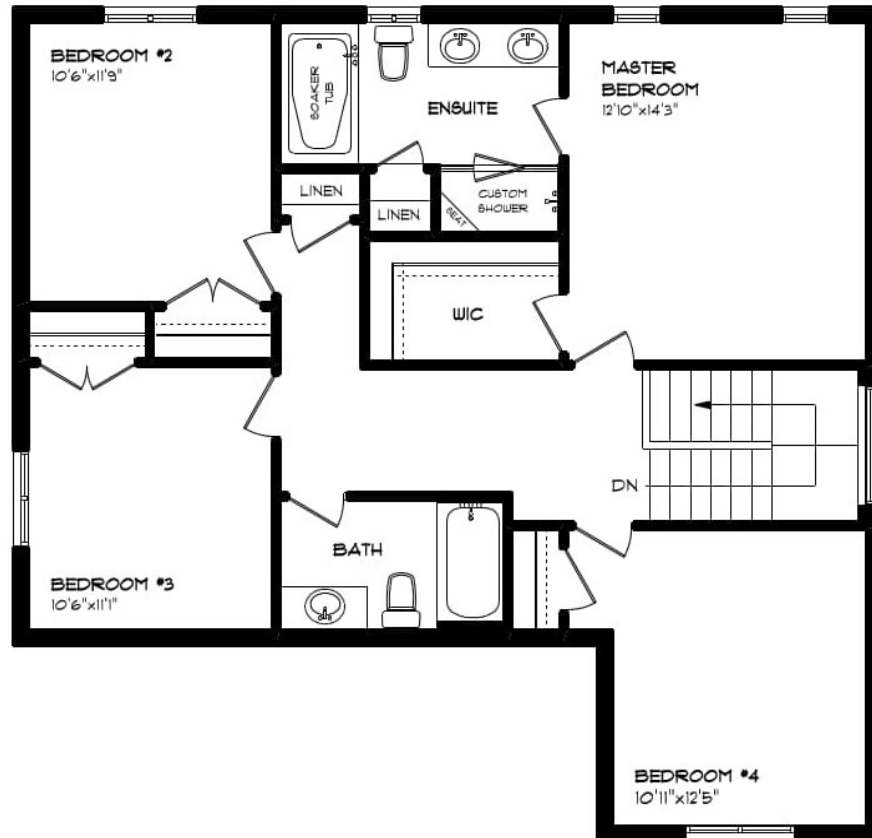 BEDROOM #2
10'6"x11'9"
SOAKER
TUB
ENSUITE
MASTER
BEDROOM
12'10"x14'3"
LINEN
LINEN
CUSTOM
SHOWER
SEAT
WIC
DN
BATH
BEDROOM #3
10'6"x11'1"
BEDROOM #4
10'11"x12'5"